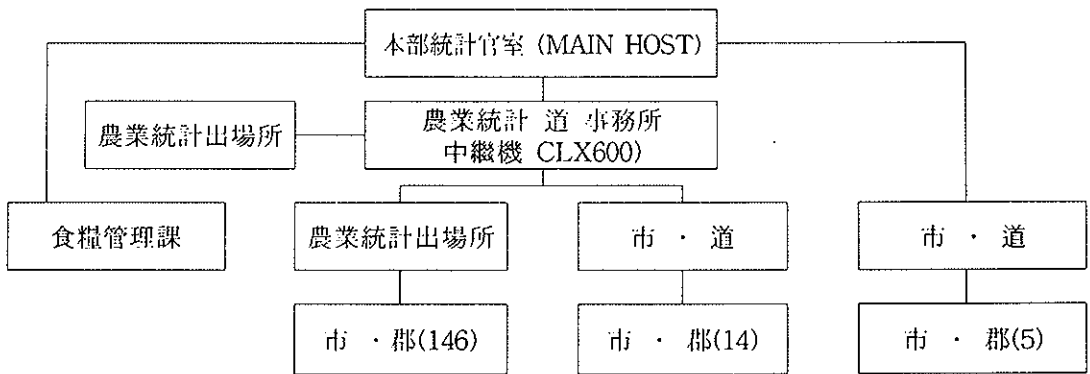 本部統計官室 (MAIN HOST)
農業統計出場所
農業統計 道 事務所
中繼機 CLX600)
食糧管理課
農業統計出場所
市 · 道
市 · 道
市 · 郡(146)
市 · 郡(14)
市 · 郡(5)